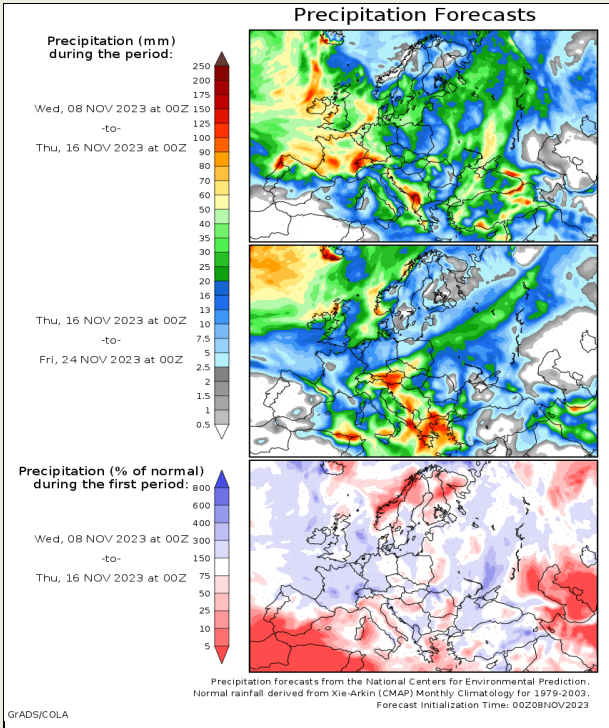 Precipitation Forecasts
Precipitation (mm)
during the period:
Wed, 08 NOV 2023 at 00Z
-to-
Thu, 16 NOV 2023 at 00Z
250
200
175
150
125
100
90
80
70
60
50
40
35
30
25
20
16
13
10
7.5
5
2.5
2
1.5
1
0.5
Thu, 16 NOV 2023 at 00Z
-to-
Fri, 24 NOV 2023 at 00Z
Precipitation (% of normal)
during the first period:
Wed, 08 NOV 2023 at 00Z
-to-
Thu, 16 NOV 2023 at 00Z
800
600
400
300
150
75
50
25
10
5
Precipitation forecasts from the National Centers for Environmental Prediction.
Normal rainfall derived from Xie-Arkin (CMAP) Monthly Climatology for 1979-2003.
Forecast Initialization Time: 00Z08NOV2023
GrADS/COLA